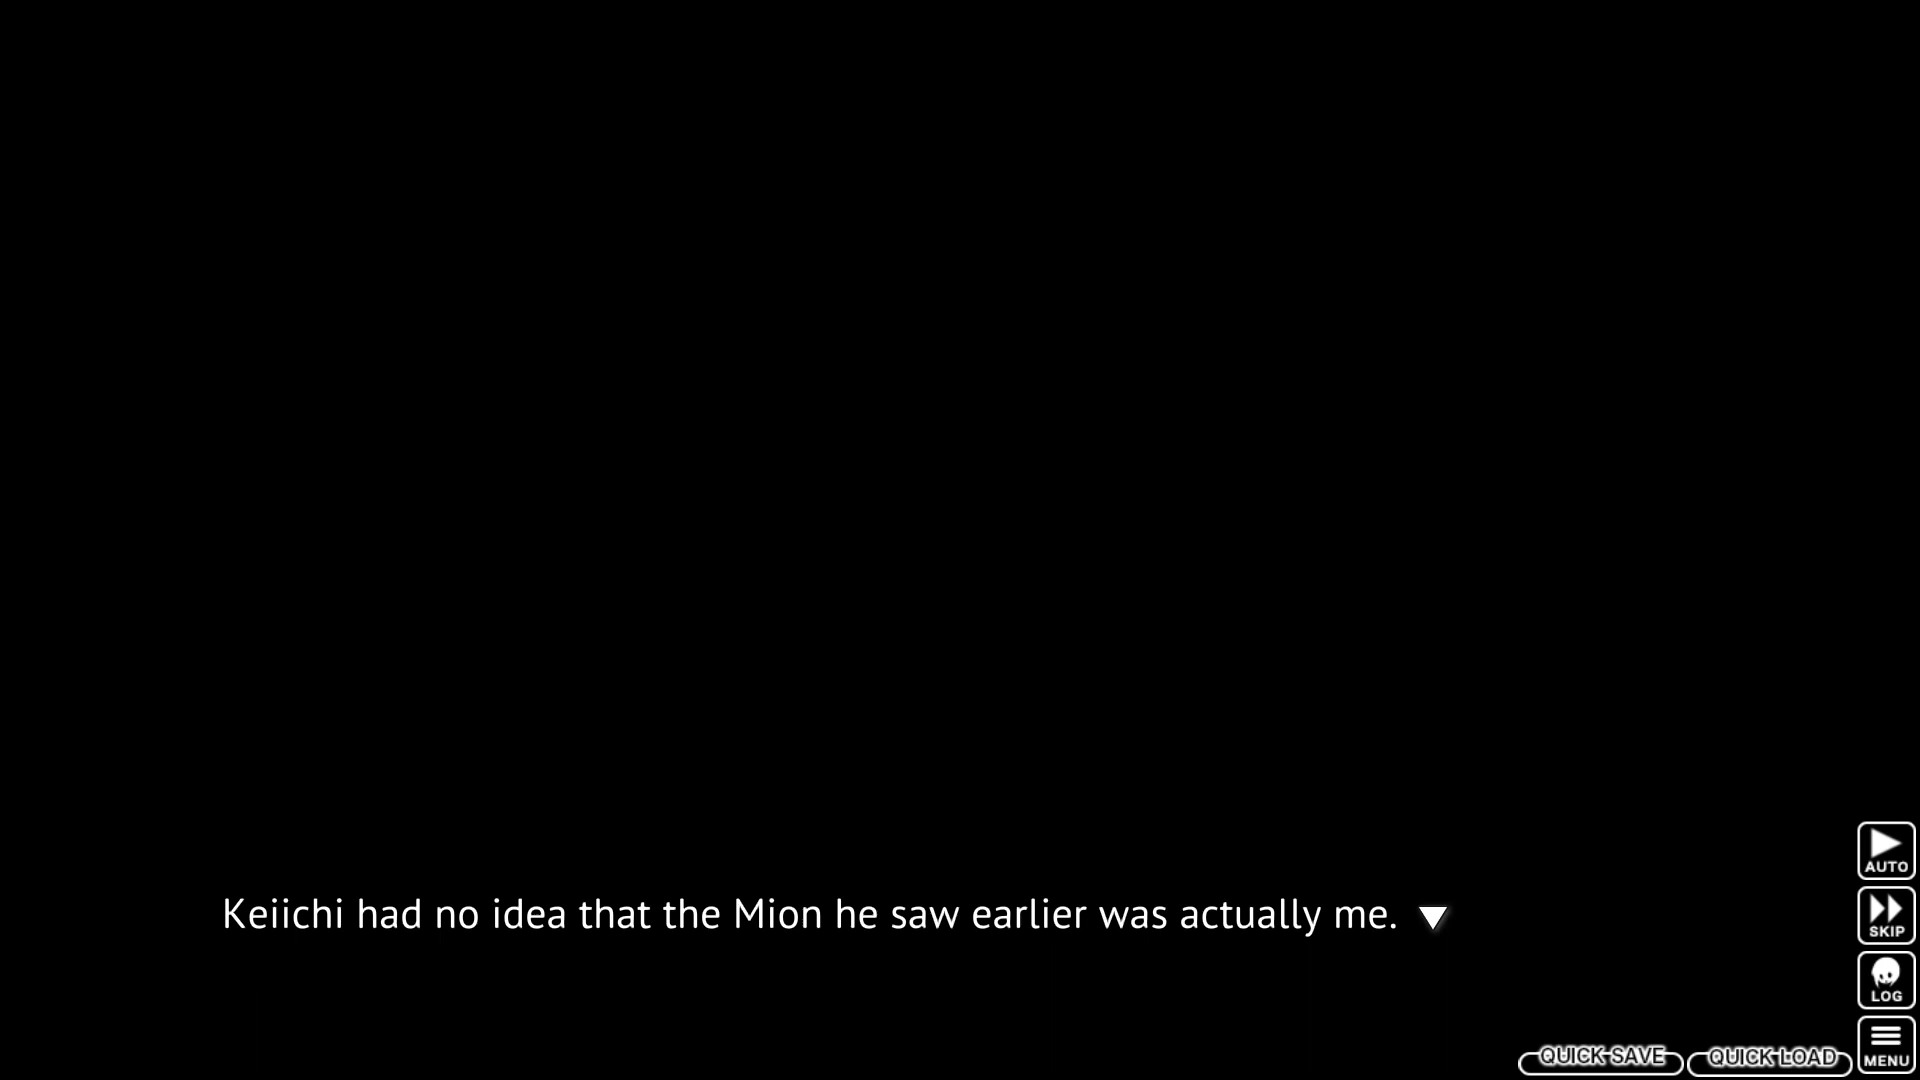 Keiichi had no idea that the Mion he saw earlier was actually me.
AUTO
SKIP
LOG
MENU
QUICK SAVE QUICK LOAD